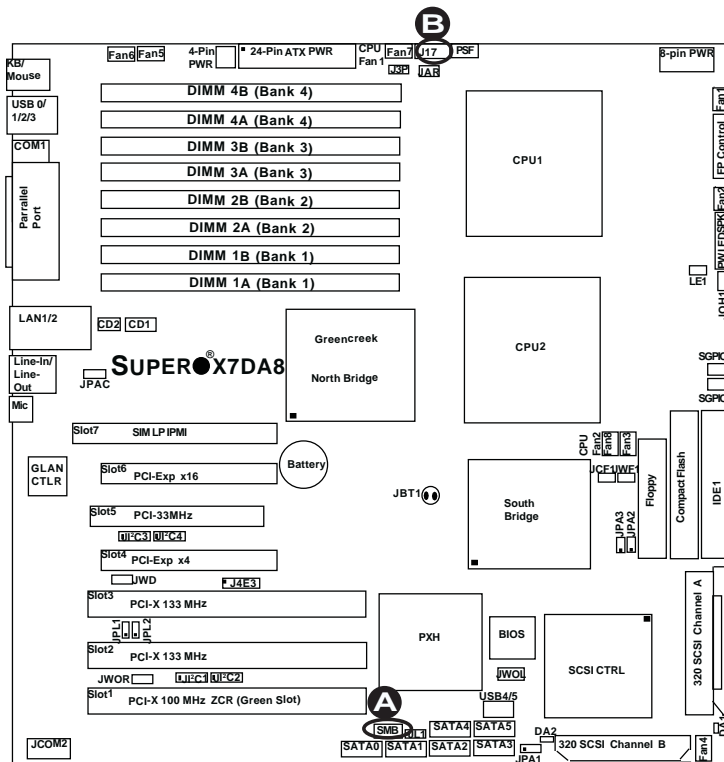 B
Fan6 Fan5
4-Pin
PWR
24-Pin ATX PWR
CPU
Fan 1
Fan7
J17
PSF
8-pin PWR
J3P
JAR
KB/
Mouse
USB 0/
1/2/3
COM1
Parrallel
Port
DIMM 4B (Bank 4)
DIMM 4A (Bank 4)
DIMM 3B (Bank 3)
DIMM 3A (Bank 3)
DIMM 2B (Bank 2)
DIMM 2A (Bank 2)
DIMM 1B (Bank 1)
DIMM 1A (Bank 1)
CPU1
Fan1
FP Control
Fan2
LE1
JOH1
LAN1/2
CD2
CD1
Greencreek
North Bridge
CPU2
SUPER®X7DA8
Line-In/
Line-
Out
JPAC
Mic
SGPIO
SGPIO
Slot7
SIM LP IPMI
GLAN
CTLR
Slot6
PCI-Exp x16
Battery
CPU
Fan2
Fan8
Fan3
JCF1
JWF1
Floppy
Compact Flash
IDE1
JBT1
South
Bridge
JPA3
JPA2
Slot5
PCI-33MHz
JI²C3
JI²C4
Slot4
PCI-Exp x4
JWD
J4E3
Slot3
PCI-X 133 MHz
JPL1
JPL2
PXH
BIOS
SCSI CTRL
320 SCSI Channel A
Slot2
PCI-X 133 MHz
JWOR
JI²C1
JI²C2
JWOL
Slot1
PCI-X 100 MHz ZCR (Green Slot)
USB4/5
A
SMB
SATA4
SATA5
JCOM2
SATA0
SATA1
SATA2
SATA3
DA2
JPA1
320 SCSI Channel B
Fan4